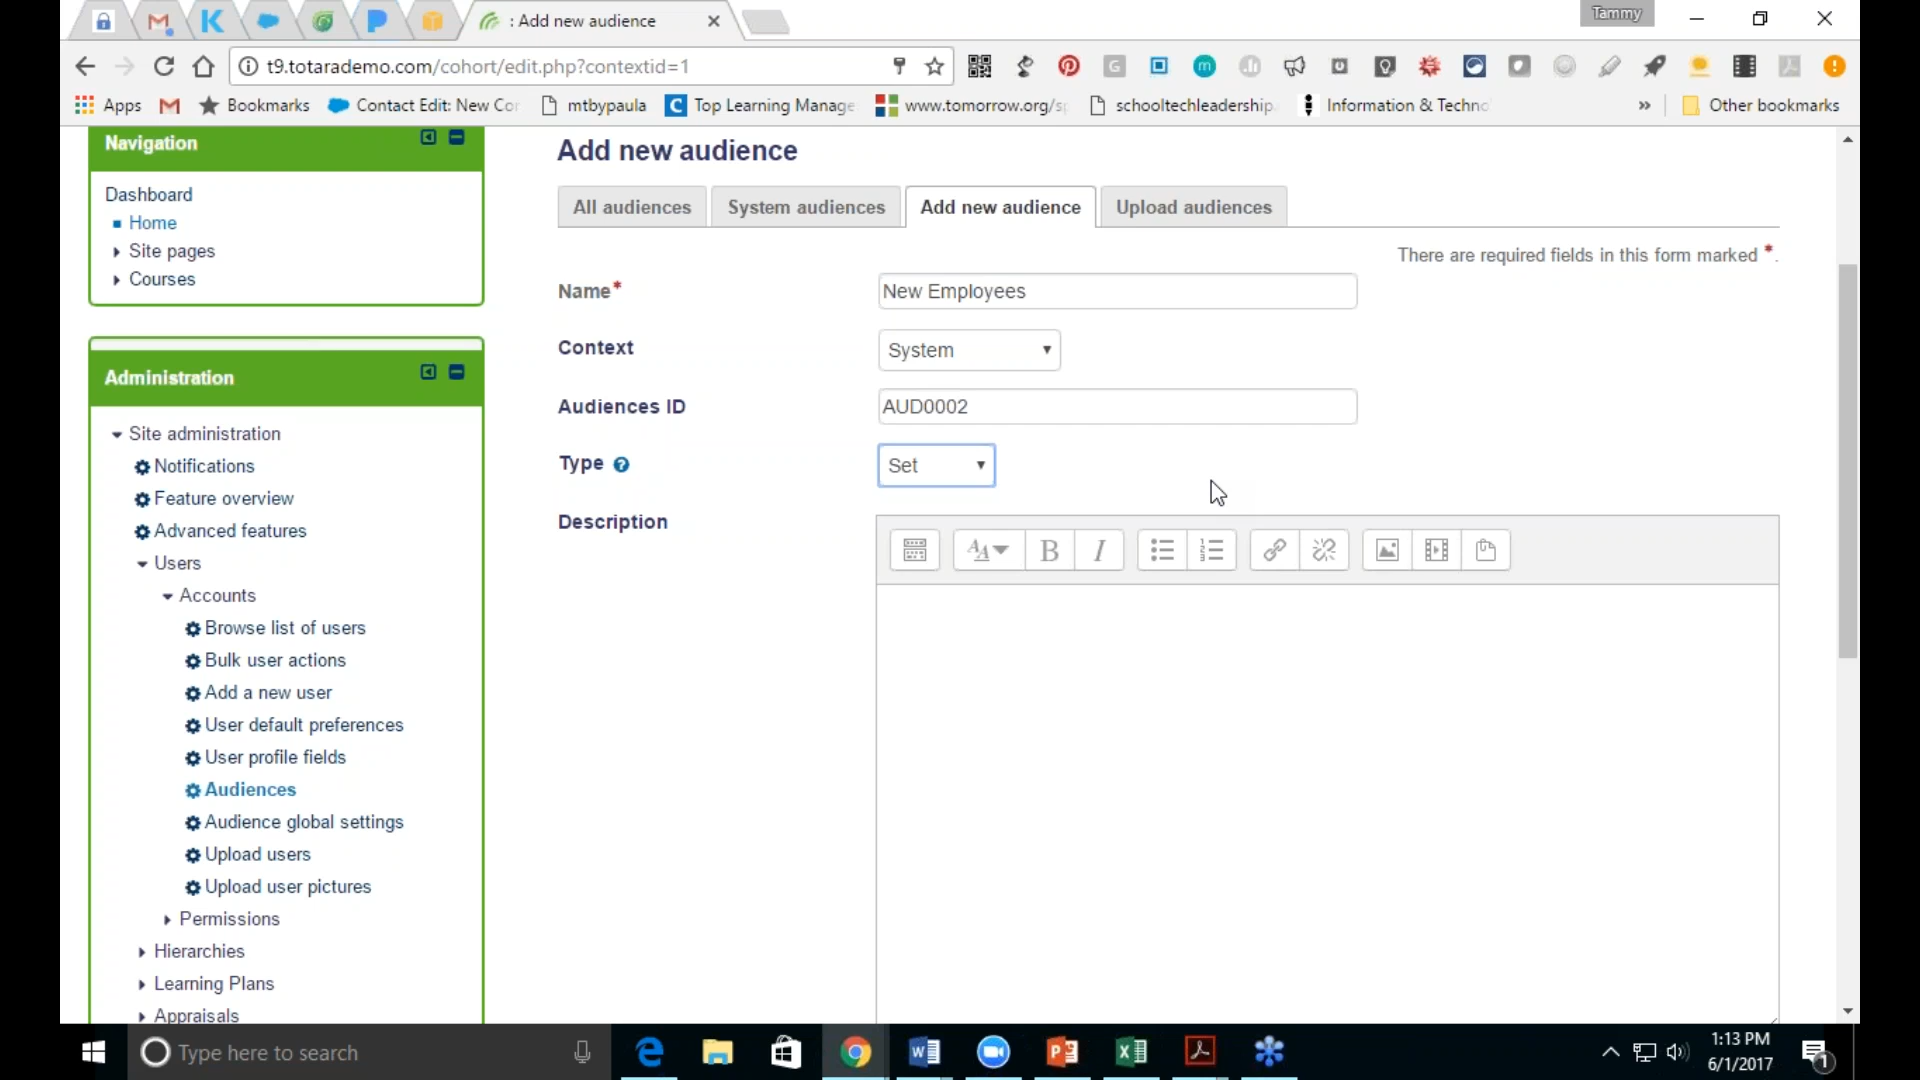 : Add new audience
Tammy
t9.totarademo.com/cohort/edit.php?contextid=1
Apps
Bookmarks
Contact Edit: New Cor
mtbypaula
Top Learning Manage
www.tomorrow.org/sp
schooltechleadership.
Information & Techno
»
Other bookmarks
Navigation
Dashboard
Home
Site pages
Courses
Administration
Site administration
Notifications
Feature overview
Advanced features
Users
Accounts
Browse list of users
Bulk user actions
Add a new user
User default preferences
User profile fields
Audiences
Audience global settings
Upload users
Upload user pictures
Permissions
Hierarchies
Learning Plans
Appraisals
Add new audience
All audiences
System audiences
Add new audience
Upload audiences
There are required fields in this form marked *.
Name*
New Employees
Context
System
Audiences ID
AUD0002
Type
Set
Description
Type here to search
1:13 PM
6/1/2017
1